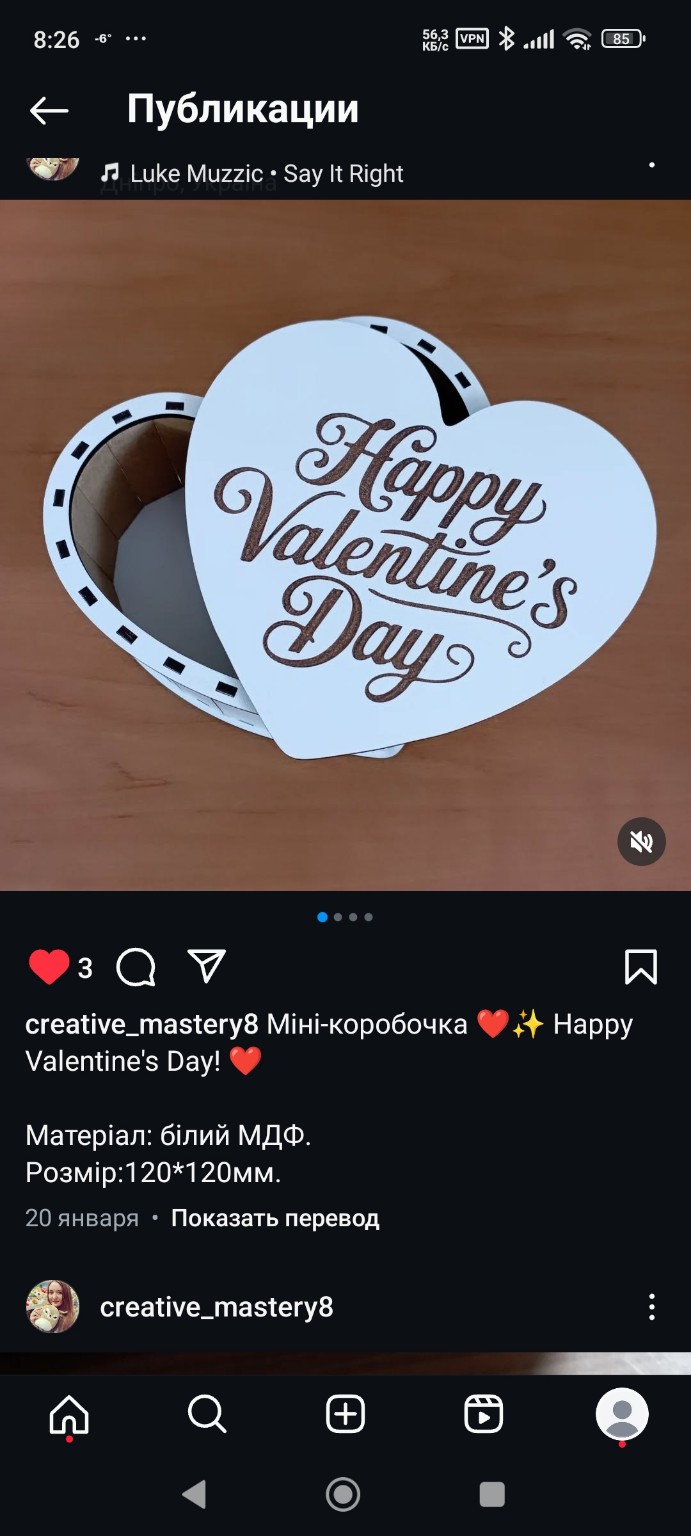 8:26 -6° ...
56,3
КБ/с VPN 85
Публикации
Luke Muzzic • Say It Right
Дніпро, Україна
Happy
Valentine's
Day
3
creative_mastery8 Міні-коробочка ❤️✨ Happy
Valentine's Day! ❤️
Матеріал: білий МДФ.
Розмір:120*120мм.
20 января • Показать перевод
creative_mastery8